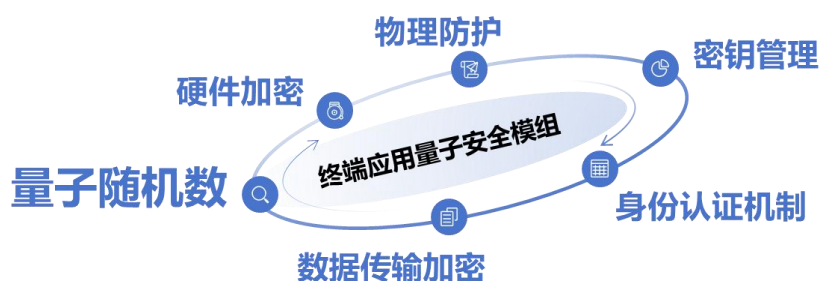 物理防护
密钥管理
硬件加密
终端应用量子安全模组
量子随机数
身份认证机制
数据传输加密